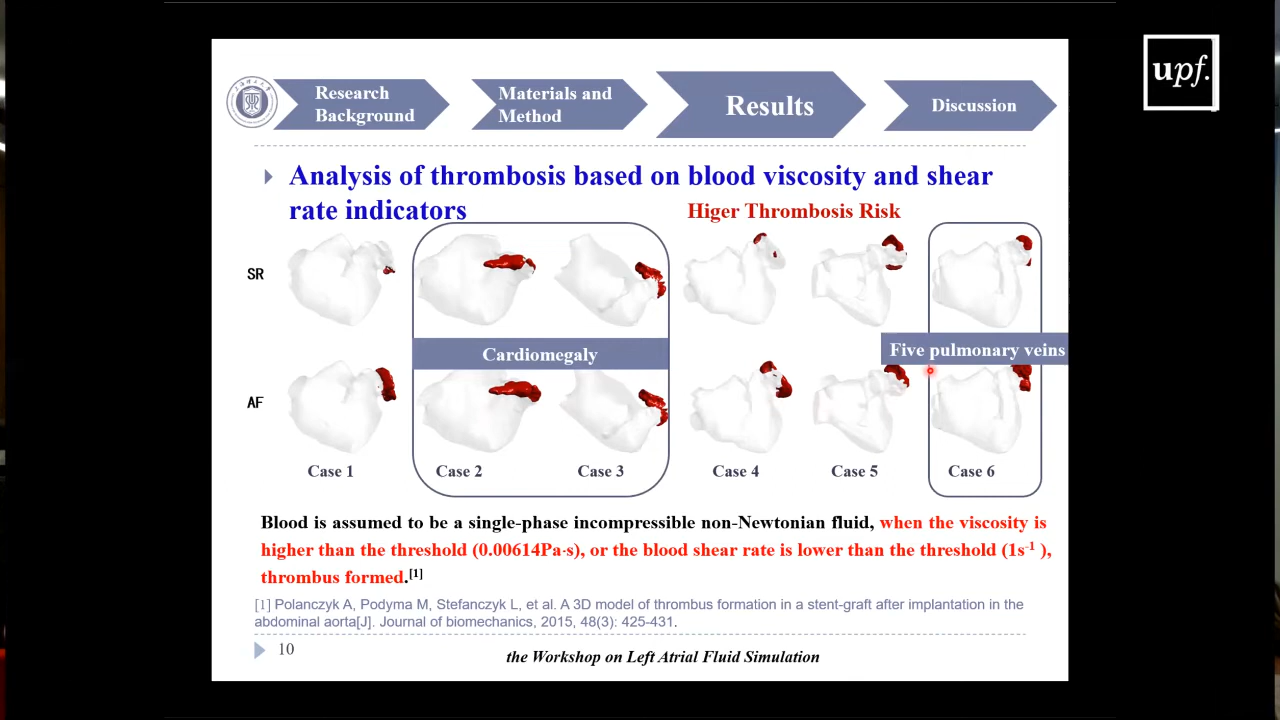 upf.
Research
Background
Materials and
Method
Results
Discussion
Analysis of thrombosis based on blood viscosity and shear
rate indicators
Higer Thrombosis Risk
SR
Cardiomegaly
Five pulmonary veins
AF
Case 1
Case 2
Case 3
Case 4
Case 5
Case 6
Blood is assumed to be a single-phase incompressible non-Newtonian fluid, when the viscosity is
higher than the threshold (0.00614Pa·s), or the blood shear rate is lower than the threshold (1s⁻¹ ),
thrombus formed.[1]
[1] Polanczyk A, Podyma M, Stefanczyk L, et al. A 3D model of thrombus formation in a stent-graft after implantation in the
abdominal aorta[J]. Journal of biomechanics, 2015, 48(3): 425-431.
10
the Workshop on Left Atrial Fluid Simulation